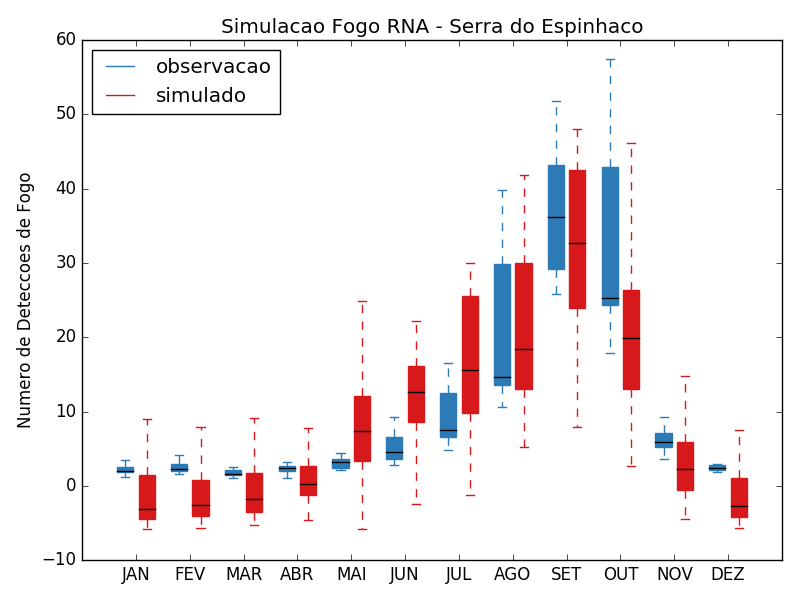 Simulacao Fogo RNA - Serra do Espinhaco
60
observacao
simulado
50
40
30
20
10
0
−10
Numero de Deteccoes de Fogo
JAN FEV MAR ABR MAI JUN JUL AGO SET OUT NOV DEZ